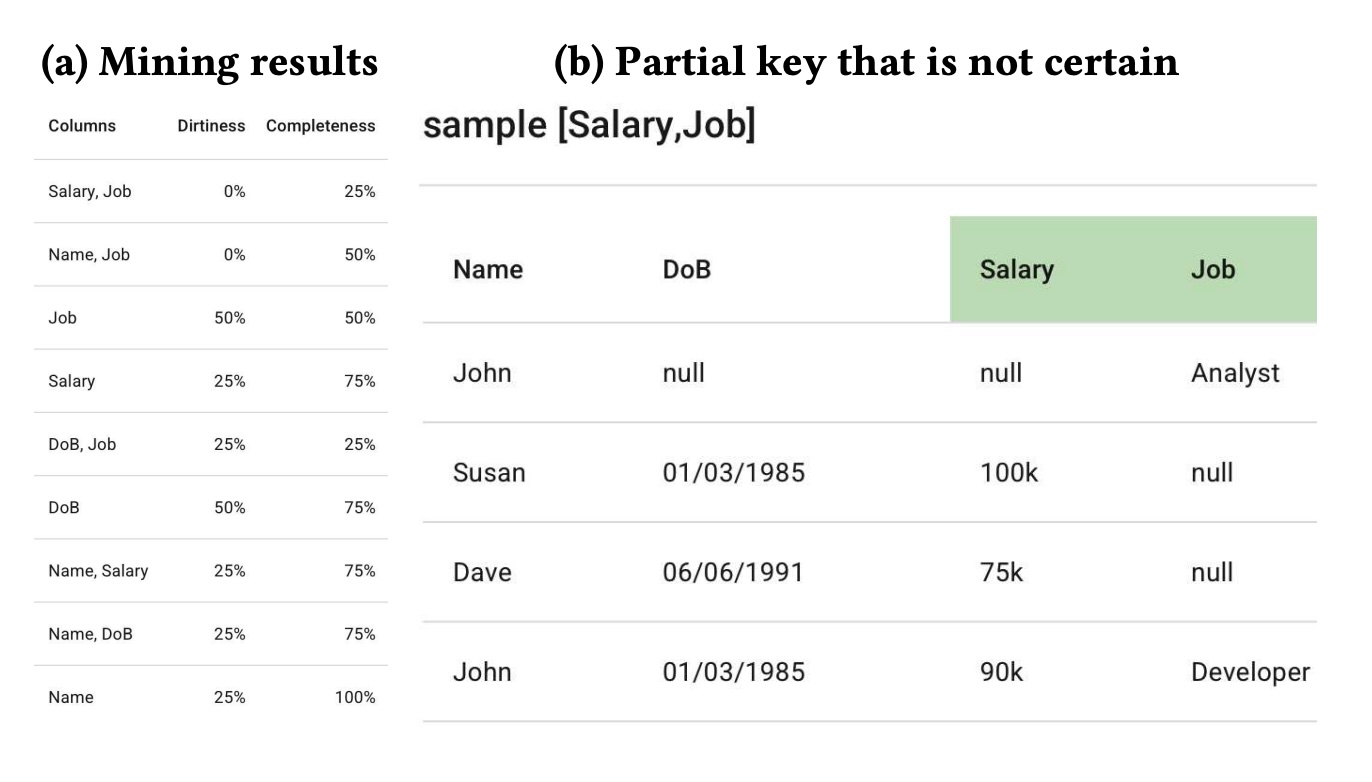 (a) Mining results
Columns Dirtiness Completeness
Salary, Job 0% 25%
Name, Job 0% 50%
Job 50% 50%
Salary 25% 75%
DoB, Job 25% 25%
DoB 50% 75%
Name, Salary 25% 75%
Name, DoB 25% 75%
Name 25% 100%
(b) Partial key that is not certain
sample [Salary,Job]
Name DoB Salary Job
John null null Analyst
Susan 01/03/1985 100k null
Dave 06/06/1991 75k null
John 01/03/1985 90k Developer